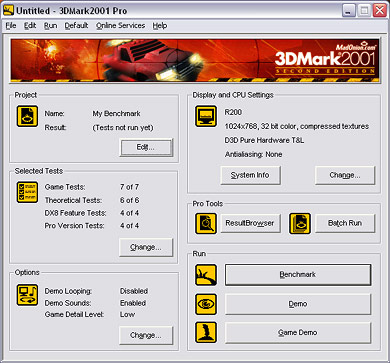 Untitled - 3DMark2001 Pro
File Edit Run Default Online Services Help
MadOnion.com
3DMark2001
SECOND EDITION
Project
Name: My Benchmark
Result: (Tests not run yet)
Edit...
Selected Tests
Game Tests: 7 of 7
Theoretical Tests: 6 of 6
DX8 Feature Tests: 4 of 4
Pro Version Tests: 4 of 4
Change...
Options
Demo Looping: Disabled
Demo Sounds: Enabled
Game Detail Level: Low
Change...
Display and CPU Settings
R200
1024x768, 32 bit color, compressed textures
D3D Pure Hardware T&L
Antialiasing: None
System Info
Change...
Pro Tools
ResultBrowser
Batch Run
Run
Benchmark
Demo
Game Demo